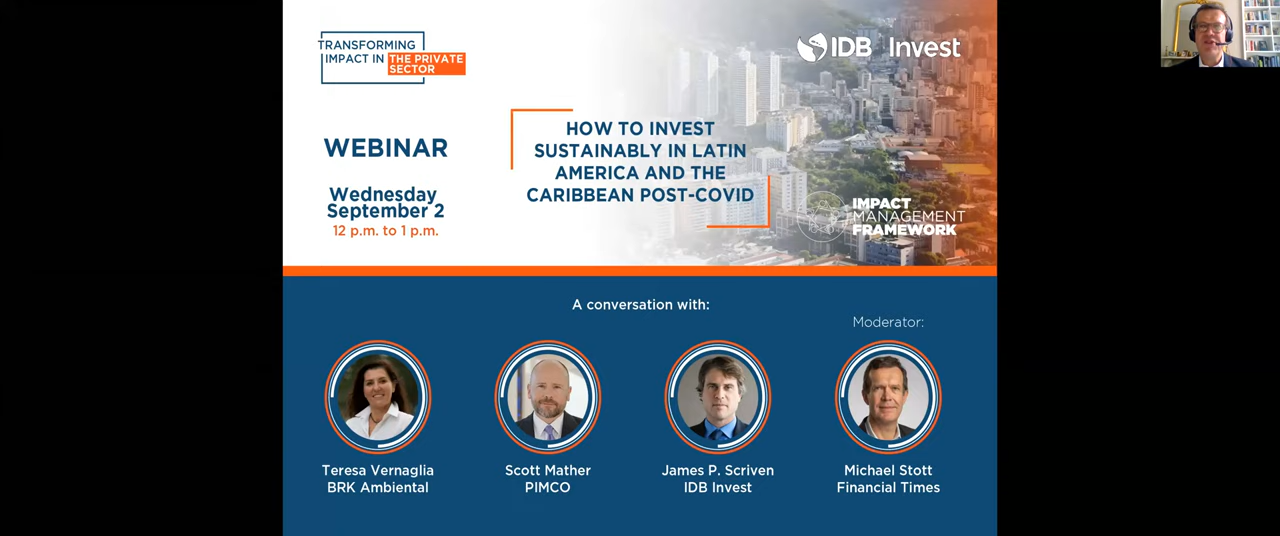 TRANSFORMING
IMPACT IN THE PRIVATE
SECTOR
IDB Invest
WEBINAR
Wednesday
September 2
12 p.m. to 1 p.m.
HOW TO INVEST
SUSTAINABLY IN LATIN
AMERICA AND THE
CARIBBEAN POST-COVID
IMPACT
MANAGEMENT
FRAMEWORK
A conversation with:
Moderator:
Teresa Vernaglia
BRK Ambiental
Scott Mather
PIMCO
James P. Scriven
IDB Invest
Michael Stott
Financial Times